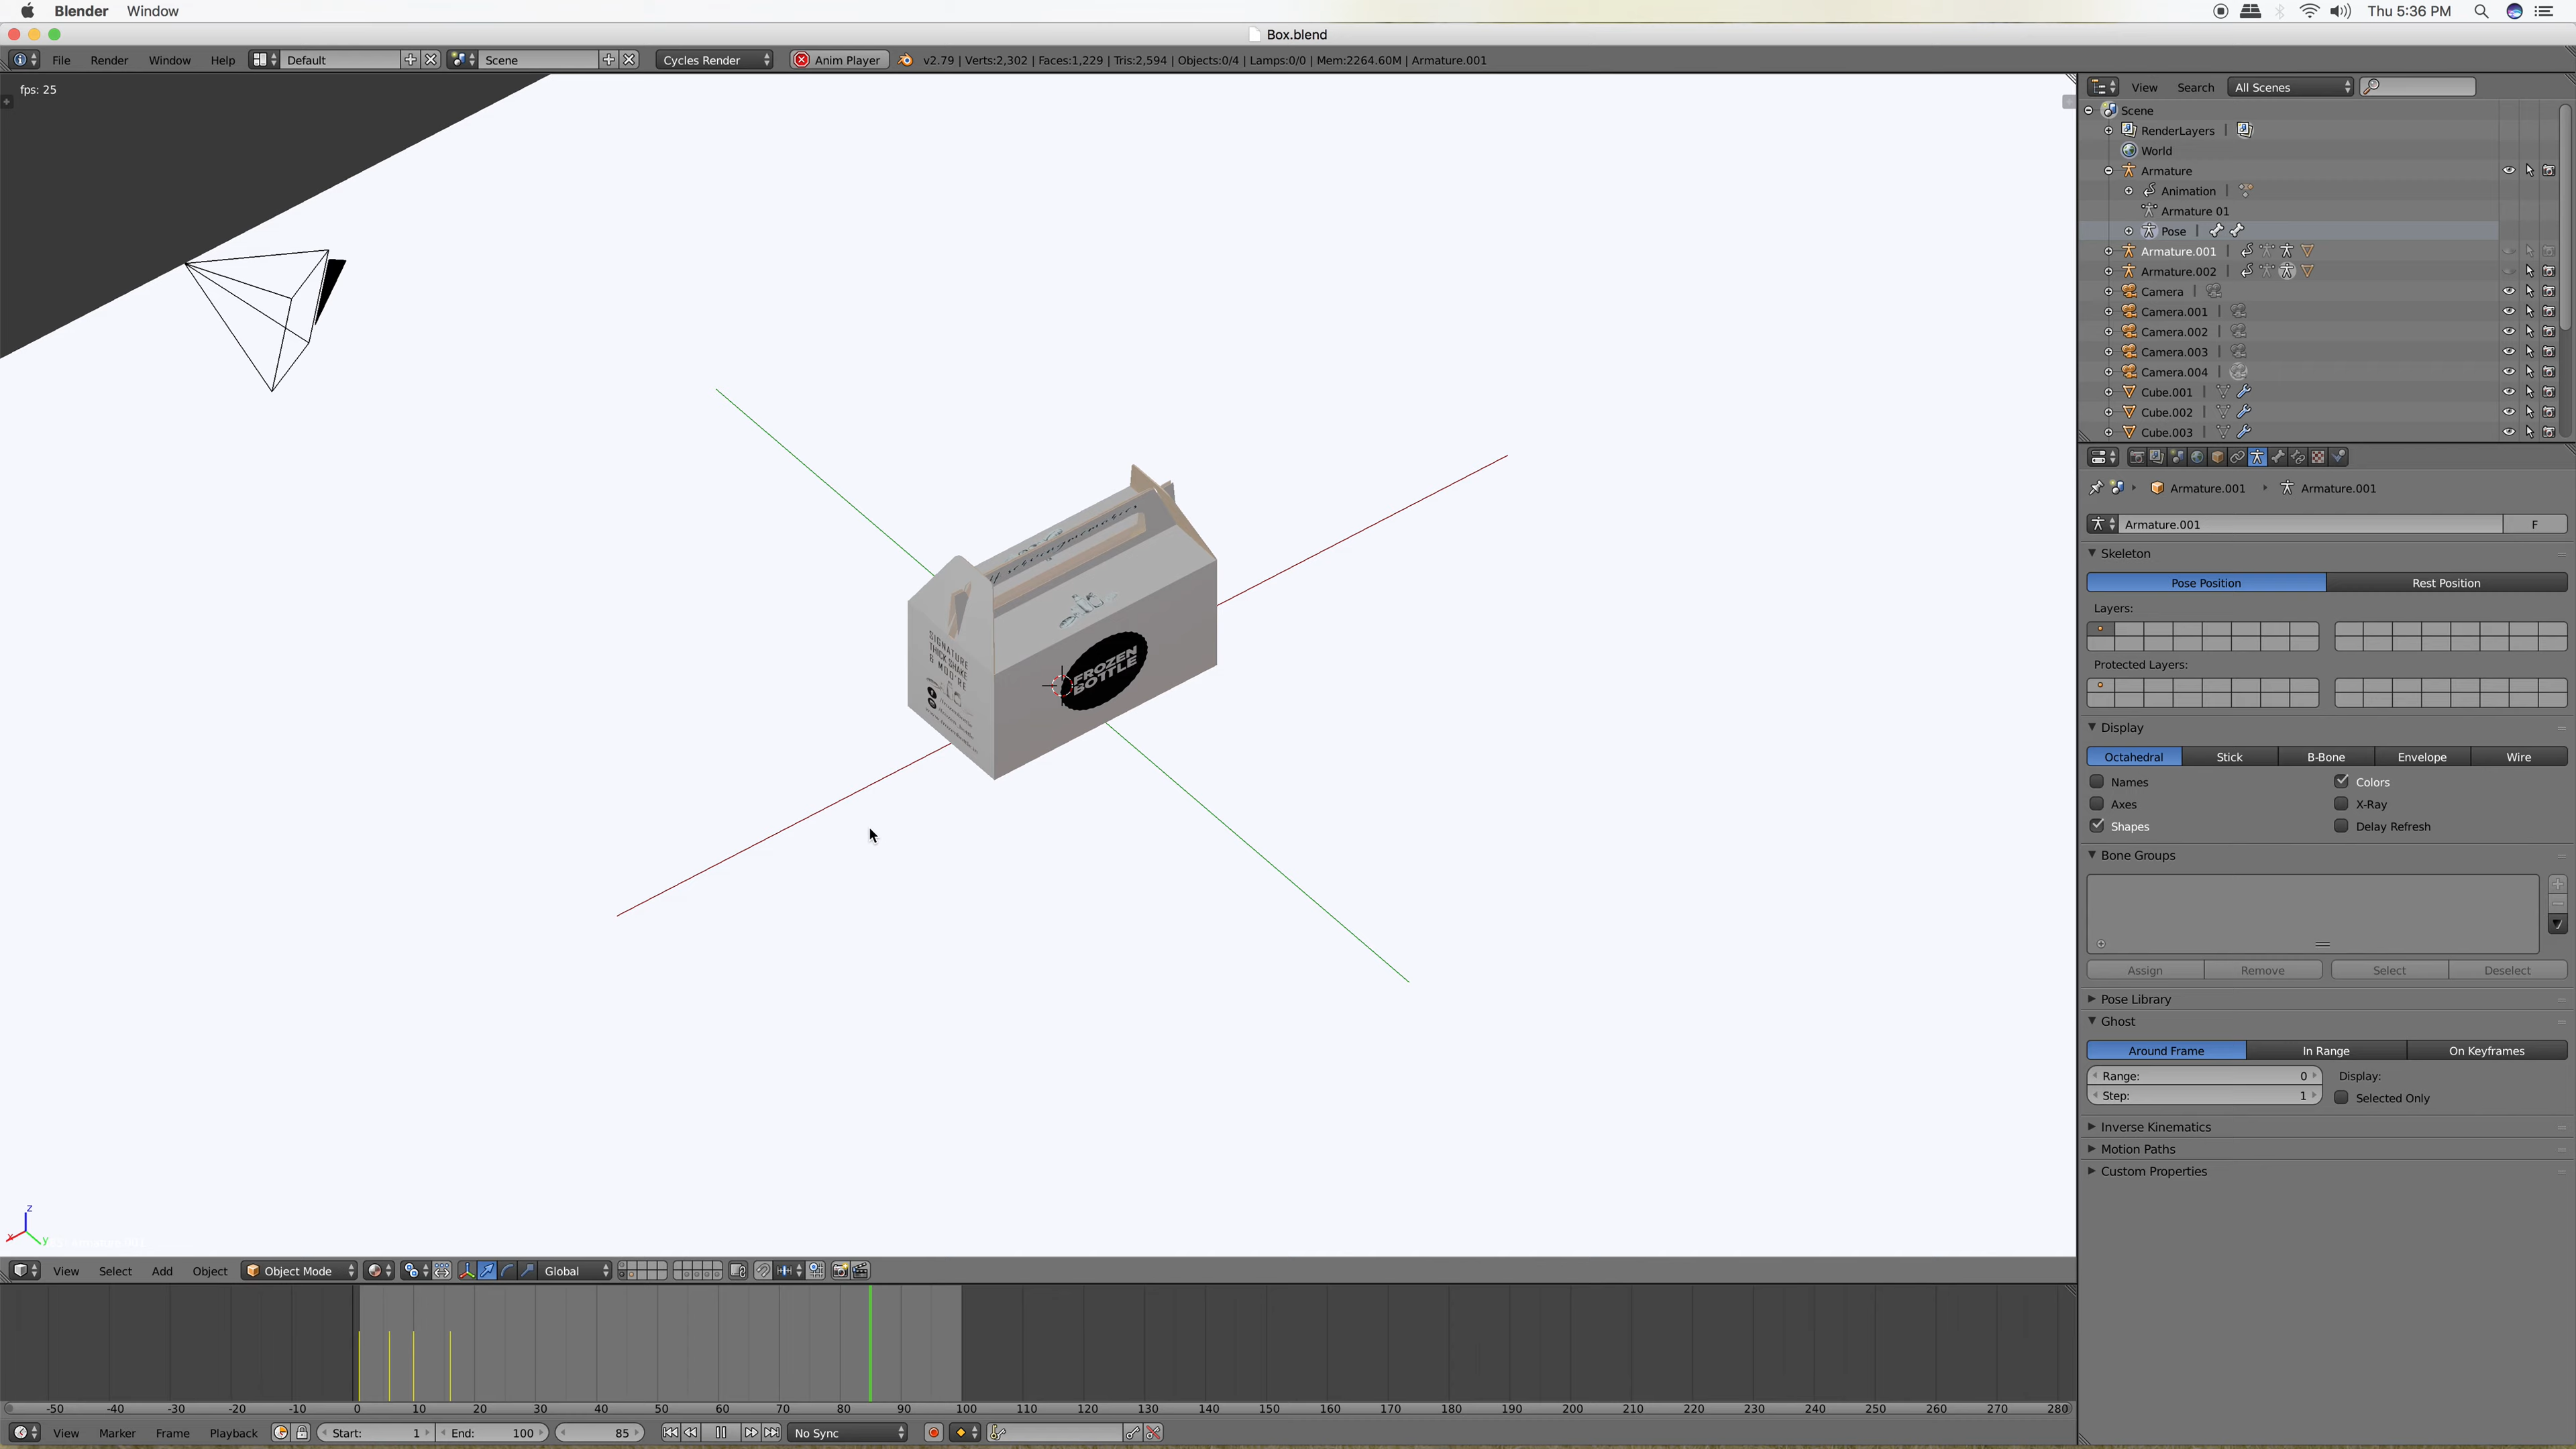 Blender Window Thu 5:36 PM
Box.blend
File Render Window Help Default Scene Cycles Render Anim Player v2.79 | Verts:2,302 | Faces:1,229 | Tris:2,594 | Objects:0/4 | Lamps:0/0 | Mem:2264.60M | Armature.001
fps: 25
SIGNATURE
THICK SHAKE
& MOD'RE
FROZEN
BOTTLE
z
x
y
View Select Add Object Object Mode Global
-50 -40 -30 -20 -10 0 10 20 30 40 50 60 70 80 90 100 110 120 130 140 150 160 170 180 190 200 210 220 230 240 250 260 270 280
View Marker Frame Playback Start: 1 End: 100 85 No Sync
View Search All Scenes
Scene
RenderLayers |
World
Armature
Animation |
Armature 01
Pose |
Armature.001 |
Armature.002 |
Camera |
Camera.001 |
Camera.002 |
Camera.003 |
Camera.004 |
Cube.001 |
Cube.002 |
Cube.003 |
Armature.001 Armature.001
Armature.001 F
Skeleton
Pose Position Rest Position
Layers:
Protected Layers:
Display
Octahedral Stick B-Bone Envelope Wire
Names Colors
Axes X-Ray
Shapes Delay Refresh
Bone Groups
Assign Remove Select Deselect
Pose Library
Ghost
Around Frame In Range On Keyframes
Range: 0 Display:
Step: 1 Selected Only
Inverse Kinematics
Motion Paths
Custom Properties